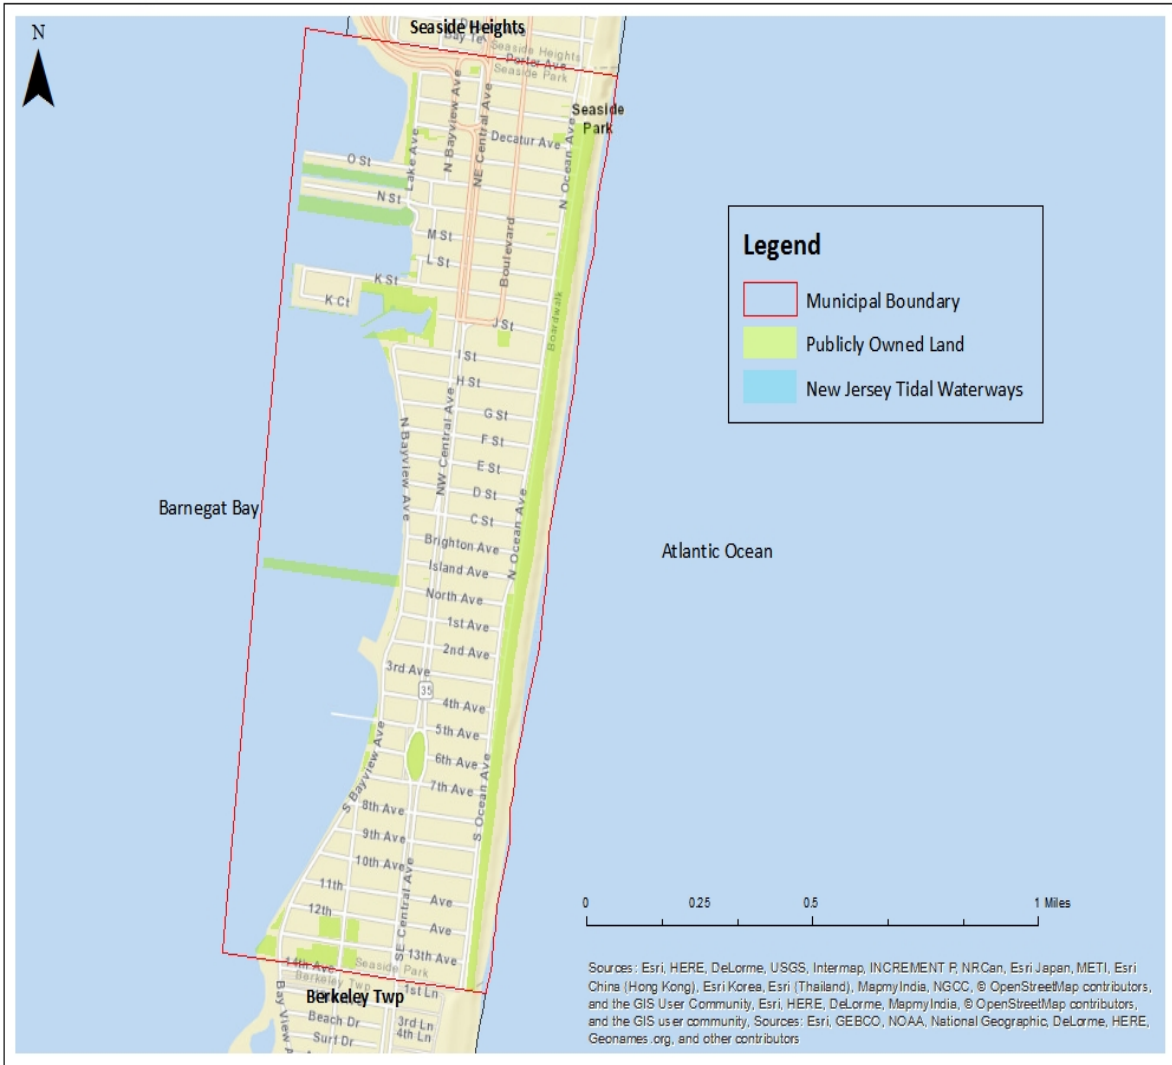 N
Seaside Heights
Bay Te
Seaside Heights
Porter Ave
Seaside Park
Seaside
Park
Decatur Ave
N Bayview Ave
NE Central Ave
Lake Ave
N Ocean Ave
O St
N St
M St
L St
Boulevard
K St
K Ct
J St
Boardwalk
I St
H St
G St
F St
E St
D St
C St
N Bayview Ave
NW Central Ave
N Ocean Ave
Brighton Ave
Island Ave
North Ave
1st Ave
2nd Ave
3rd Ave
35
4th Ave
5th Ave
6th Ave
7th Ave
S Bayview Ave
S Ocean Ave
8th Ave
9th Ave
10th Ave
11th
Ave
12th
Ave
SE Central Ave
13th Ave
14th Ave
Seaside Park
Berkeley Twp
Berkeley Twp
1st Ln
Beach Dr
3rd Ln
4th Ln
Surf Dr
Bay View
Barnegat Bay
Atlantic Ocean
Legend
Municipal Boundary
Publicly Owned Land
New Jersey Tidal Waterways
0 0.25 0.5 1 Miles
Sources: Esri, HERE, DeLorme, USGS, Intermap, INCREMENT P, NRCan, Esri Japan, METI, Esri
China (Hong Kong), Esri Korea, Esri (Thailand), MapmyIndia, NGCC, © OpenStreetMap contributors,
and the GIS User Community, Esri, HERE, DeLorme, MapmyIndia, © OpenStreetMap contributors,
and the GIS user community, Sources: Esri, GEBCO, NOAA, National Geographic, DeLorme, HERE,
Geonames.org, and other contributors